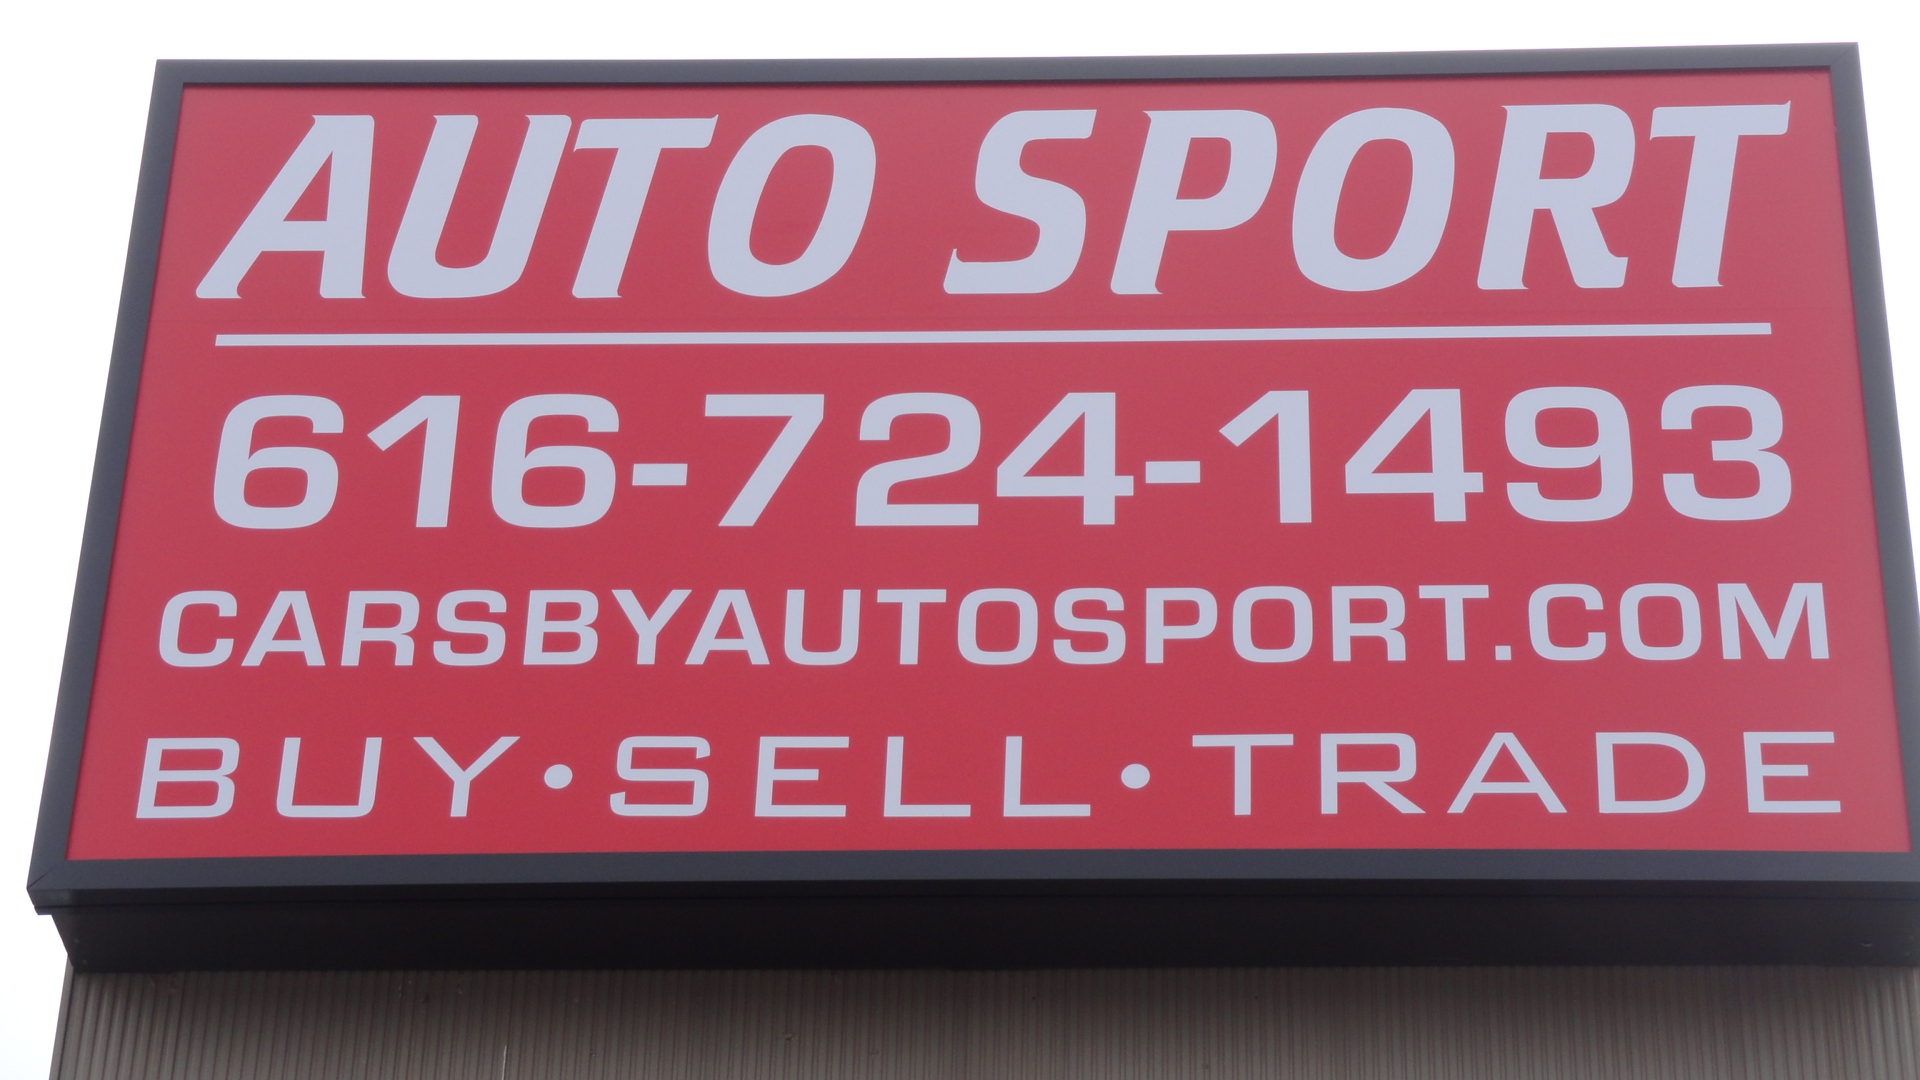 AUTO SPORT
616-724-1493
CARSBYAUTOSPORT.COM
BUY•SELL•TRADE